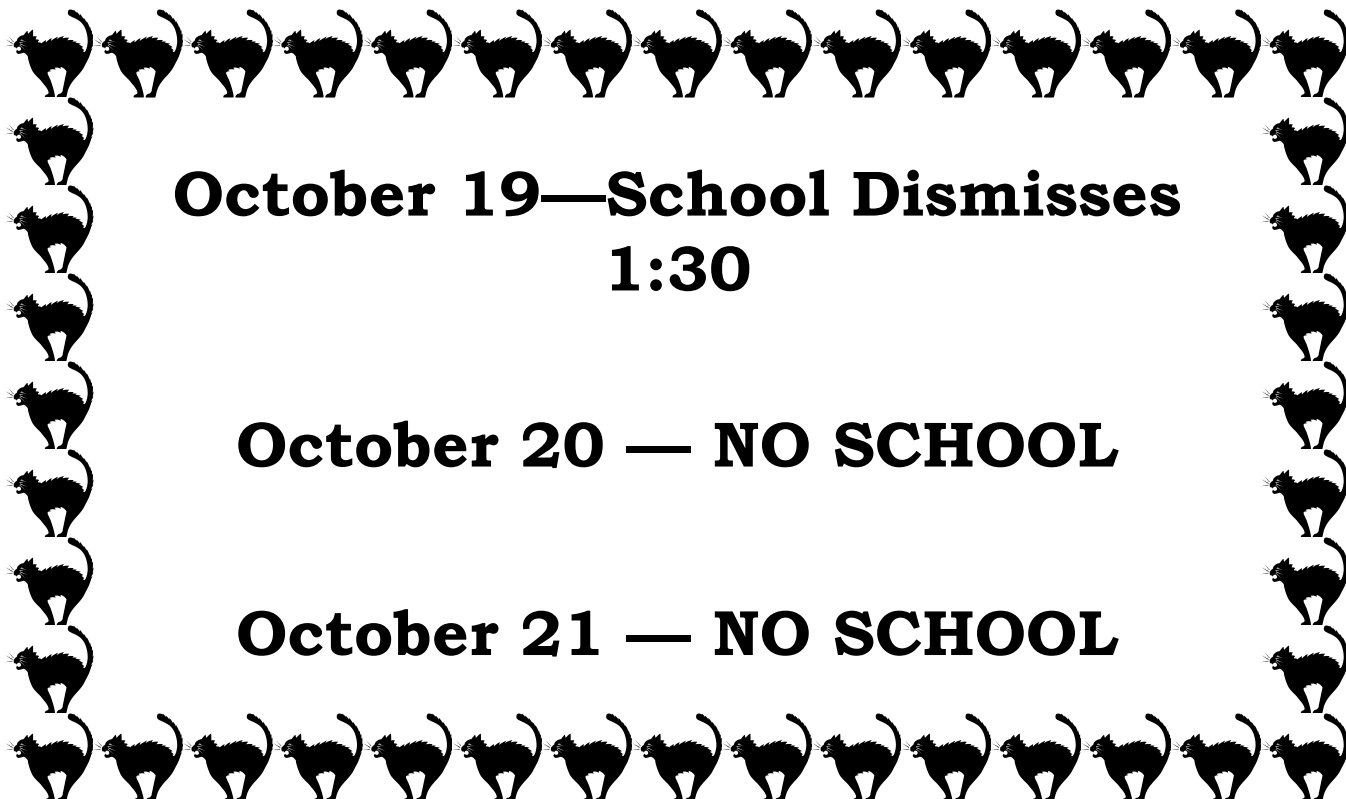 October 19—School Dismisses
1:30
October 20 — NO SCHOOL
October 21 — NO SCHOOL